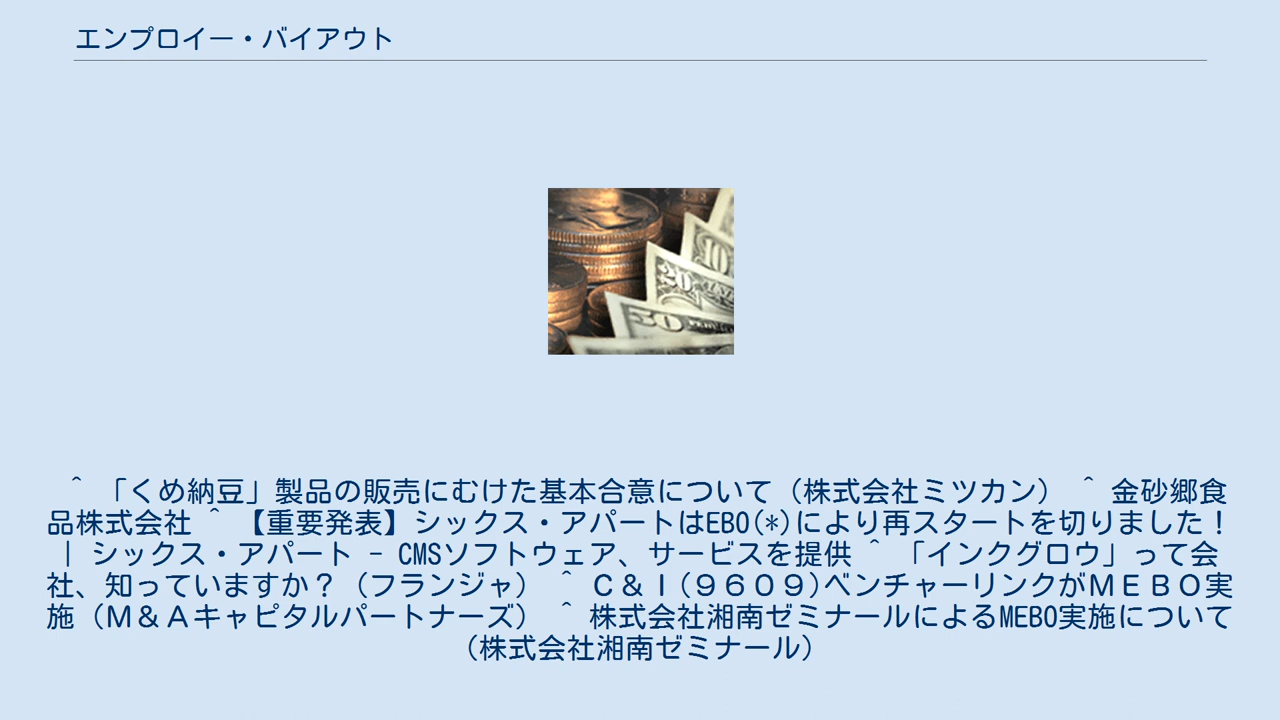 エンプロイー・バイアウト
10
20
50
^ 「くめ納豆」製品の販売にむけた基本合意について（株式会社ミツカン） ^ 金砂郷食
品株式会社 ^ 【重要発表】シックス・アパートはEBO(*)により再スタートを切りました！
| シックス・アパート - CMSソフトウェア、サービスを提供 ^ 「インクグロウ」って会
社、知っていますか？（フランジャ） ^ Ｃ＆Ｉ(９６０９)ベンチャーリンクがＭＥＢＯ実
施（Ｍ＆Ａキャピタルパートナーズ） ^ 株式会社湘南ゼミナールによるMEBO実施について
（株式会社湘南ゼミナール）